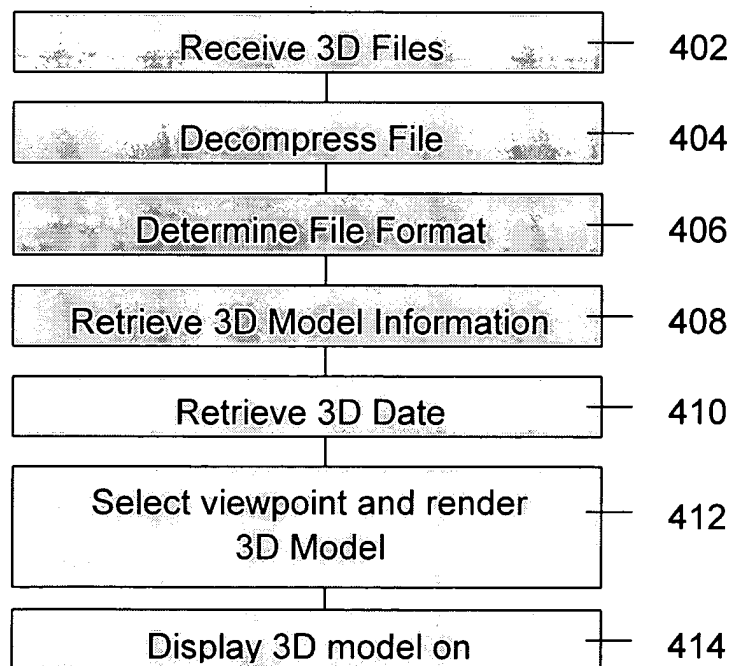 Receive 3D Files 402
Decompress File 404
Determine File Format 406
Retrieve 3D Model Information 408
Retrieve 3D Date 410
Select viewpoint and render
3D Model 412
Display 3D model on 414